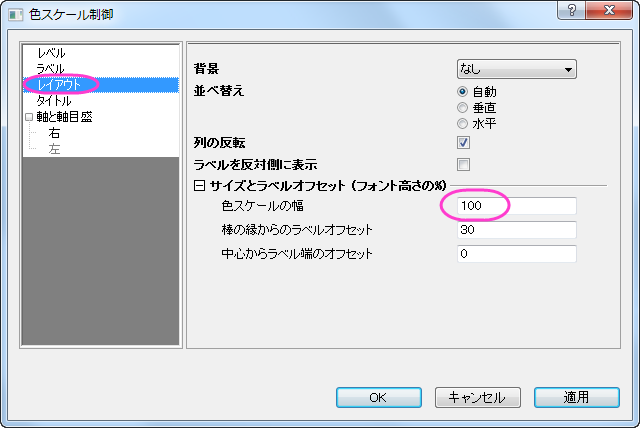 色スケール制御
?
レベル
ラベル
レイアウト
タイトル
軸と軸目盛
右
左
背景
なし
並べ替え
自動
垂直
水平
列の反転
ラベルを反対側に表示
サイズとラベルオフセット (フォント高さの%)
色スケールの幅
100
棒の縁からのラベルオフセット
30
中心からラベル端のオフセット
0
OK
キャンセル
適用